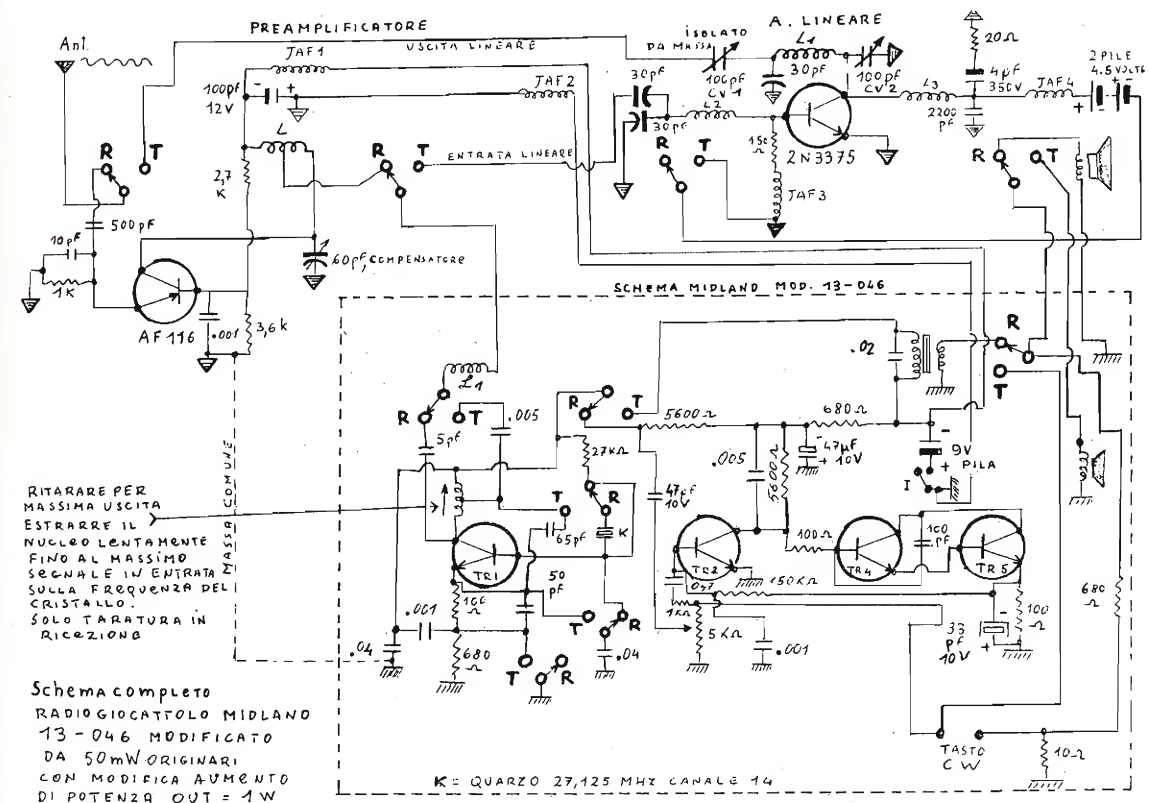 PREAMPLIFICATORE
A. LINEARE
Ant.
JAF1
USCITA LINEARE
ISOLATO
DA MASSA
L1
20Ω
JAF2
100pF
12V
- +
30pF
100pF
CV1
30pF
100pF
CV2
L3
4µF
350V
JAF4
2 PILE
4.5 VOLTS
+ -
+ -
L2
2200
pF
L
30pF
R T
R T
ENTRATA LINEARE
R T
150
Ω
2N3375
R T
2,7
K
JAF3
500pF
10pF
1K
60pF, COMPENSATORE
AF116
.001
3,6k
SCHEMA MIDLAND MOD. 13-046
R
T
.02
L1
R T
.005
R T
5600Ω
680Ω
5pF
27KΩ
.005
5600Ω
- 47µF
+ 10V
-
9V
+ PILA
I
MASSA COMUNE
RITARARE PER
MASSIMA USCITA
ESTRARRE IL
NUCLEO LENTAMENTE
FINO AL MASSIMO
SEGNALE IN ENTRATA
SULLA FREQUENZA DEL
CRISTALLO.
SOLO TARATURA IN
RICEZIONE
T R
47pF
10V
65pF
K
100Ω
100
pF
TR1
TR2
TR4
TR5
50
pF
.047
150KΩ
100
Ω
1KΩ
5KΩ
100
Ω
680
Ω
.001
T R
.04
680
Ω
.04
.001
33
pF
10V
-
+
T R
TASTO
CW
10Ω
Schema completo
RADIOGIOCATTOLO MIDLAND
13-046 MODIFICATO
DA 50mW ORIGINARI
CON MODIFICA AUMENTO
DI POTENZA OUT = 1W
K = QUARZO 27,125 MHZ CANALE 14